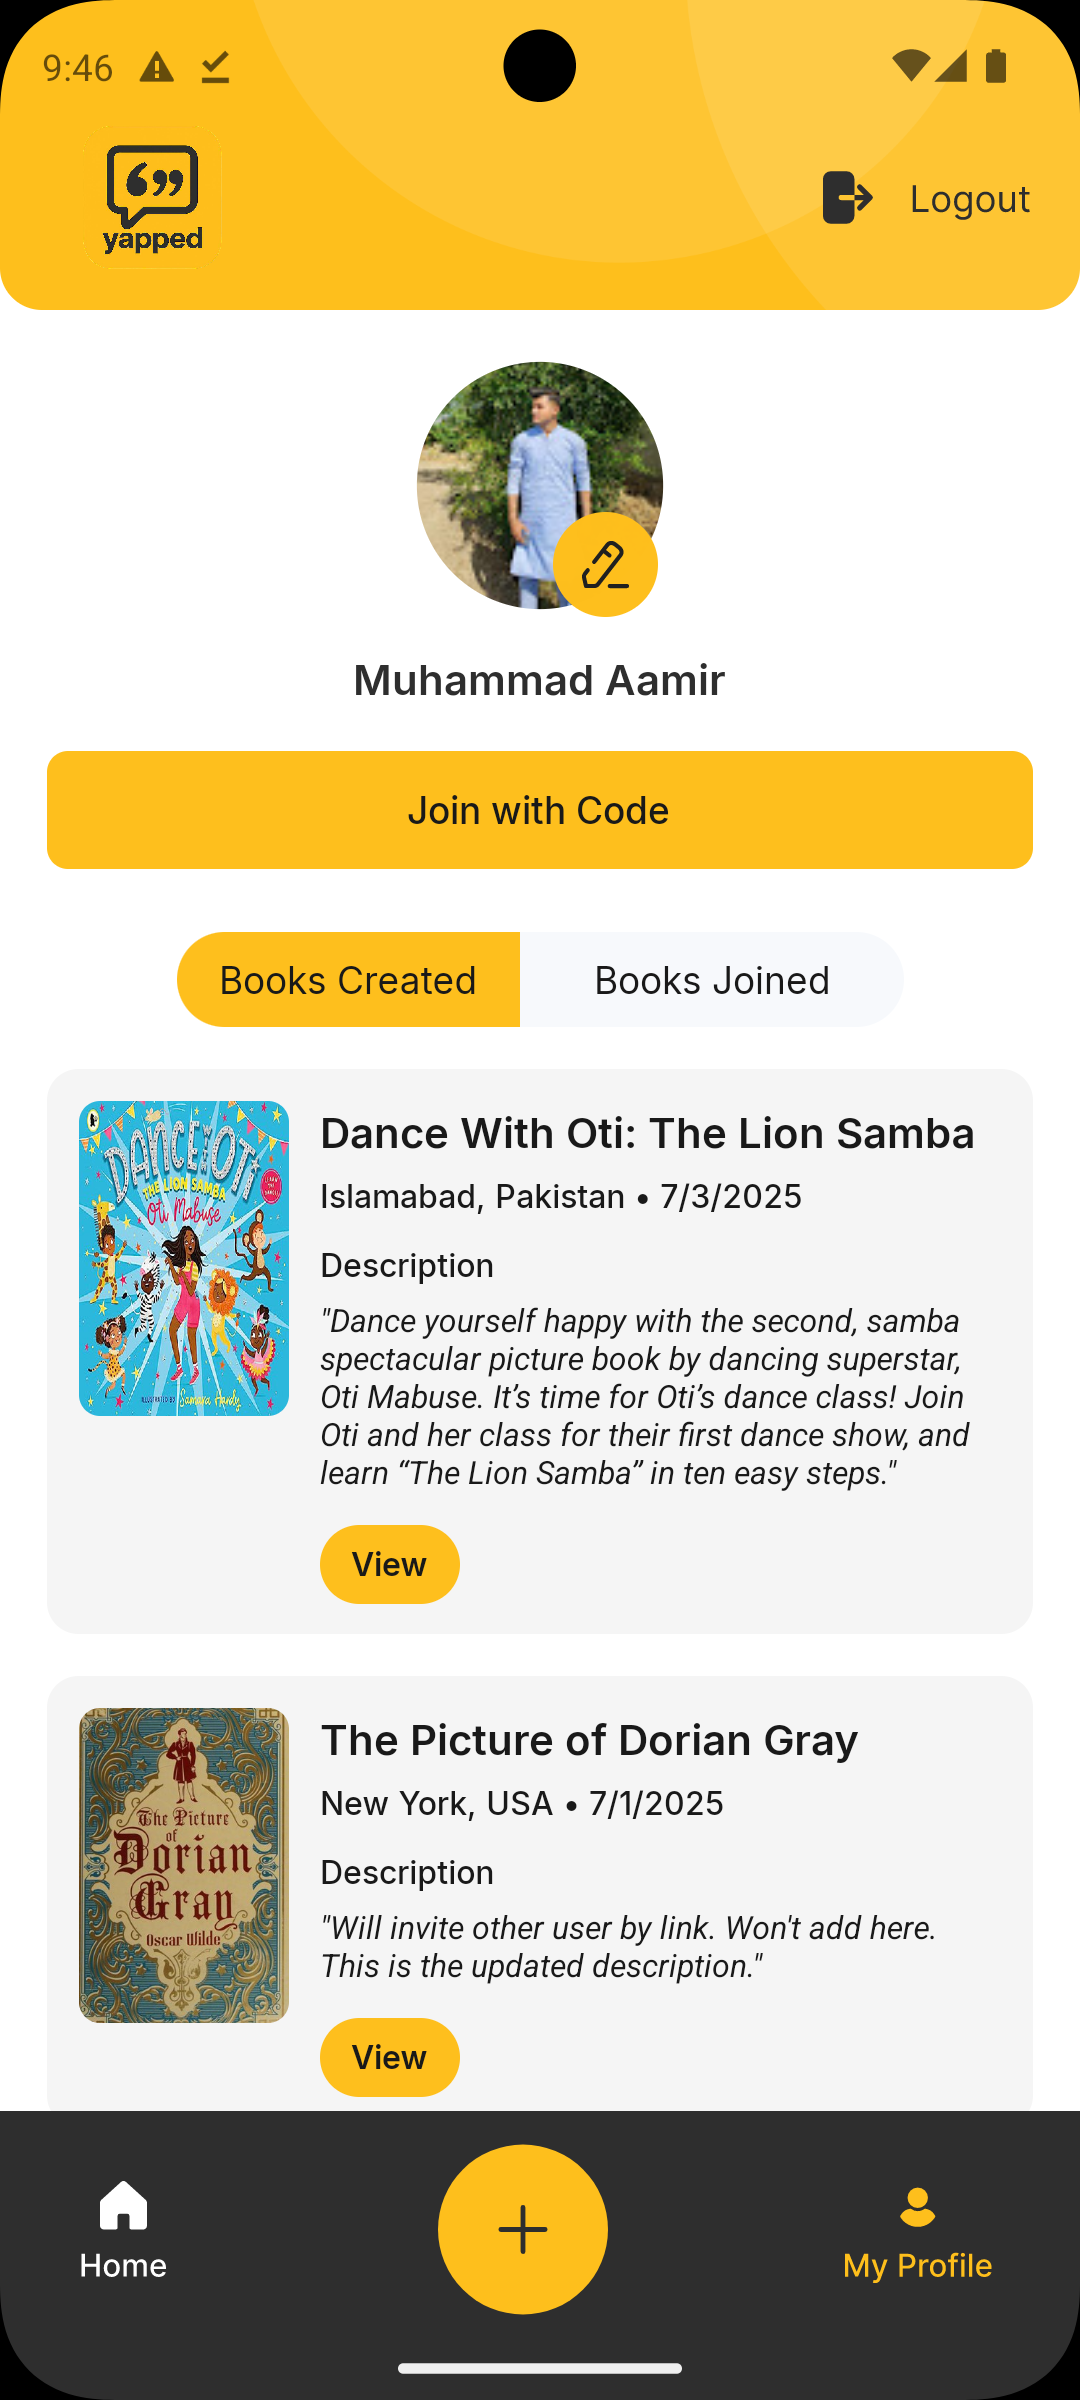 9:46
yapped
Logout
Muhammad Aamir
Join with Code
Books Created
Books Joined
DANCE WITH OTI
THE LION SAMBA
Oti Mabuse
ILLUSTRATED BY Samara Hardy
Dance With Oti: The Lion Samba
Islamabad, Pakistan • 7/3/2025
Description
"Dance yourself happy with the second, samba
spectacular picture book by dancing superstar,
Oti Mabuse. It’s time for Oti’s dance class! Join
Oti and her class for their first dance show, and
learn “The Lion Samba” in ten easy steps."
View
The Picture
of
Dorian
Gray
Oscar Wilde
The Picture of Dorian Gray
New York, USA • 7/1/2025
Description
"Will invite other user by link. Won't add here.
This is the updated description."
View
Home
My Profile